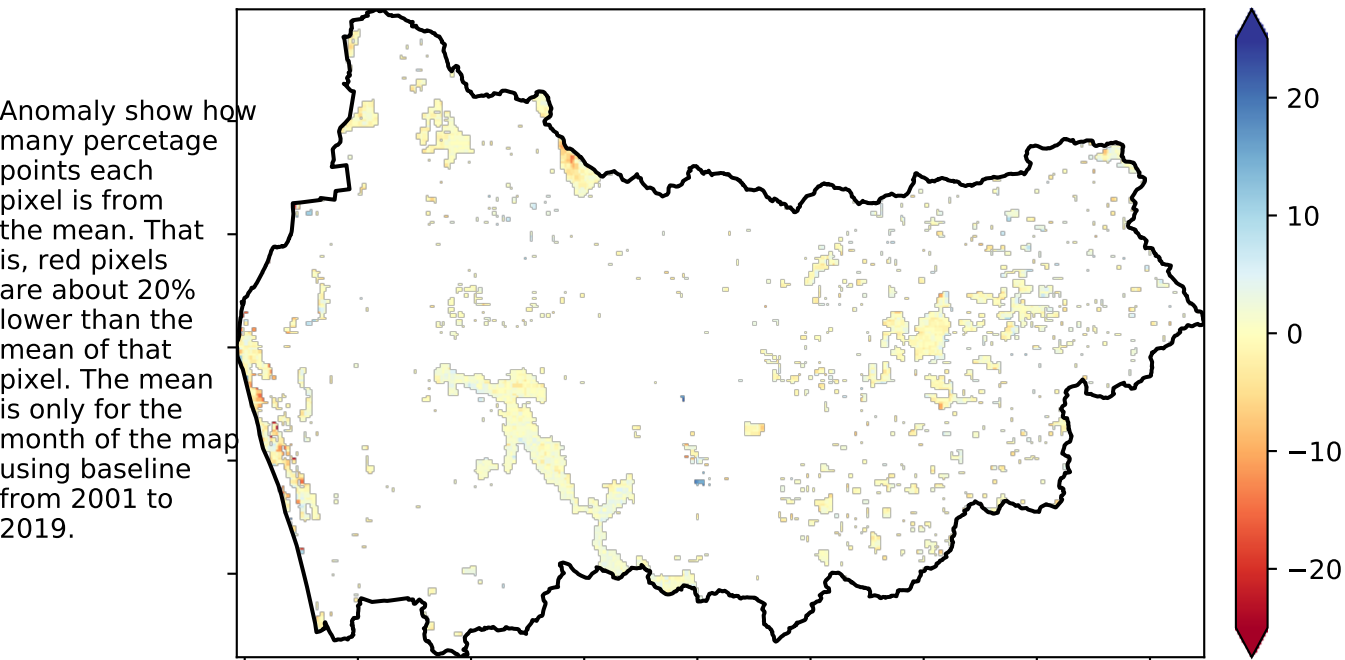 Anomaly show how
many percetage
points each
pixel is from
the mean. That
is, red pixels
are about 20%
lower than the
mean of that
pixel. The mean
is only for the
month of the map
using baseline
from 2001 to
2019.
20
10
0
−10
−20